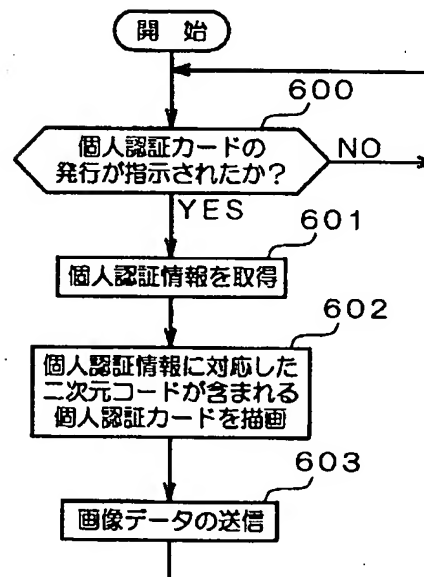 開 始
600
個人認証カードの
発行が指示されたか?
NO
YES
601
個人認証情報を取得
602
個人認証情報に対応した
二次元コードが含まれる
個人認証カードを描画
603
画像データの送信